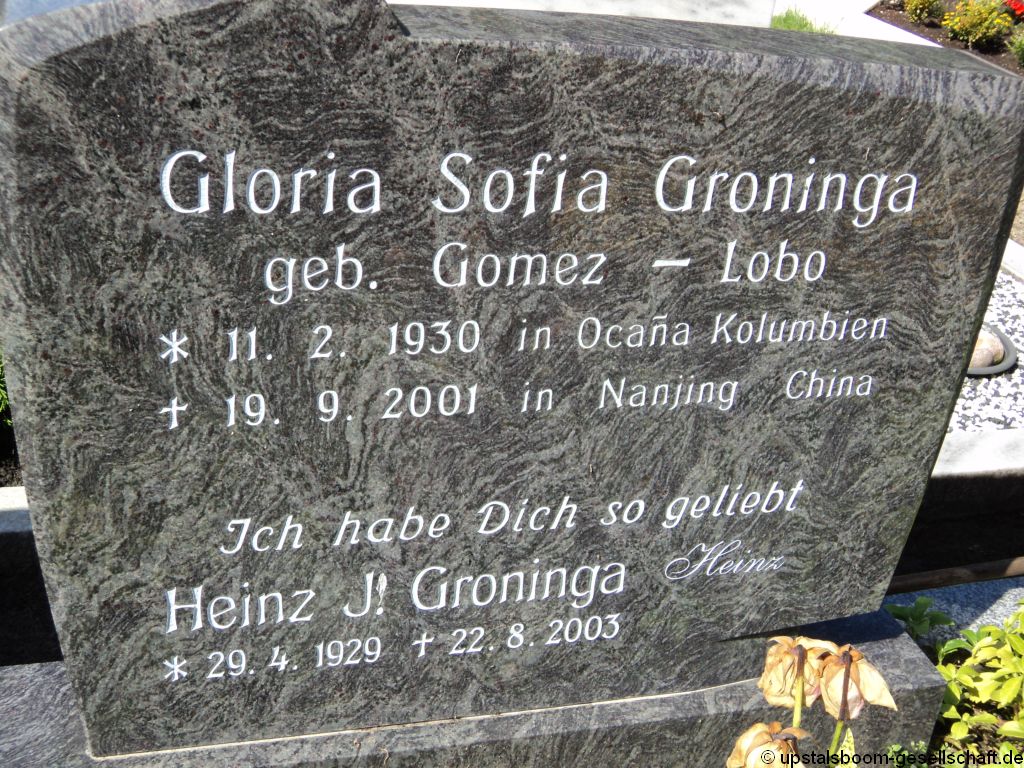 Gloria Sofia Groninga
geb. Gomez - Lobo
* 11. 2. 1930 in Ocaña Kolumbien
† 19. 9. 2001 in Nanjing China
Ich habe Dich so geliebt
Heinz
Heinz J. Groninga
* 29. 4. 1929 † 22. 8. 2003
© upstalsboom-gesellschaft.de